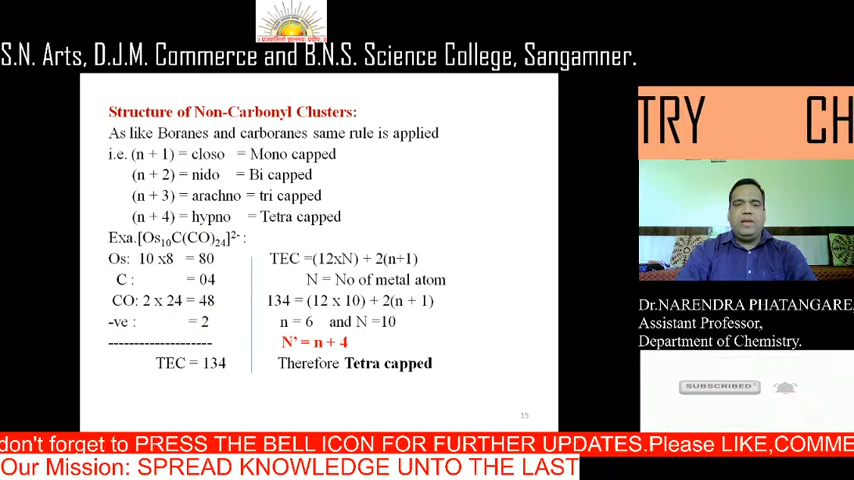 S.N. Arts, D.J.M. Commerce and B.N.S. Science College, Sangamner.
Structure of Non-Carbonyl Clusters:
As like Boranes and carboranes same rule is applied
i.e. (n + 1) = closo = Mono capped
(n + 2) = nido = Bi capped
(n + 3) = arachno = tri capped
(n + 4) = hypno = Tetra capped
Exa.[Os10C(CO)24]2-:
Os: 10 x8 = 80
C : = 04
CO: 2 x 24 = 48
-ve : = 2
--------------------
TEC = 134
TEC =(12xN) + 2(n+1)
N = No of metal atom
134 = (12 x 10) + 2(n + 1)
n = 6 and N =10
N' = n + 4
Therefore Tetra capped
15
TRY CH
Dr.NARENDRA PHATANGARE,
Assistant Professor,
Department of Chemistry.
SUBSCRIBED
don't forget to PRESS THE BELL ICON FOR FURTHER UPDATES.Please LIKE,COMME
Our Mission: SPREAD KNOWLEDGE UNTO THE LAST